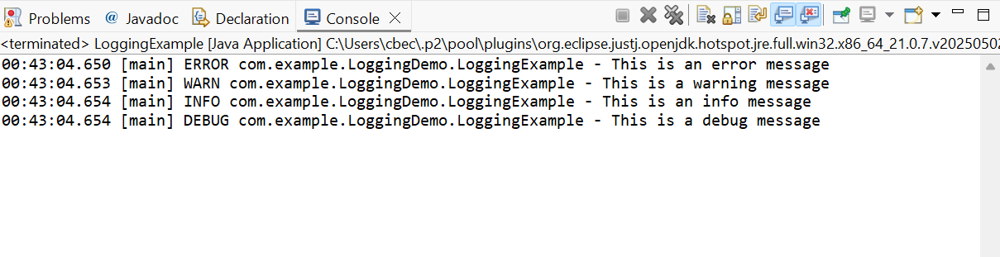 Problems @ Javadoc Declaration Console
<terminated> LoggingExample [Java Application] C:\Users\cbec\.p2\pool\plugins\org.eclipse.justj.openjdk.hotspot.jre.full.win32.x86_64_21.0.7.v20250502
00:43:04.650 [main] ERROR com.example.LoggingDemo.LoggingExample - This is an error message
00:43:04.653 [main] WARN com.example.LoggingDemo.LoggingExample - This is a warning message
00:43:04.654 [main] INFO com.example.LoggingDemo.LoggingExample - This is an info message
00:43:04.654 [main] DEBUG com.example.LoggingDemo.LoggingExample - This is a debug message